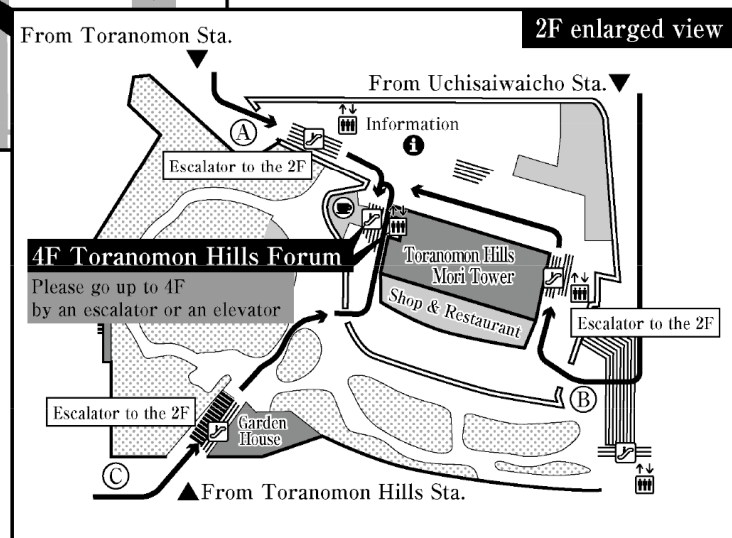 2F enlarged view
From Toranomon Sta.
From Uchisaiwaicho Sta.
A
Information
Escalator to the 2F
4F Toranomon Hills Forum
Please go up to 4F
by an escalator or an elevator
Toranomon Hills
Mori Tower
Shop & Restaurant
Escalator to the 2F
B
Escalator to the 2F
Garden
House
C
From Toranomon Hills Sta.